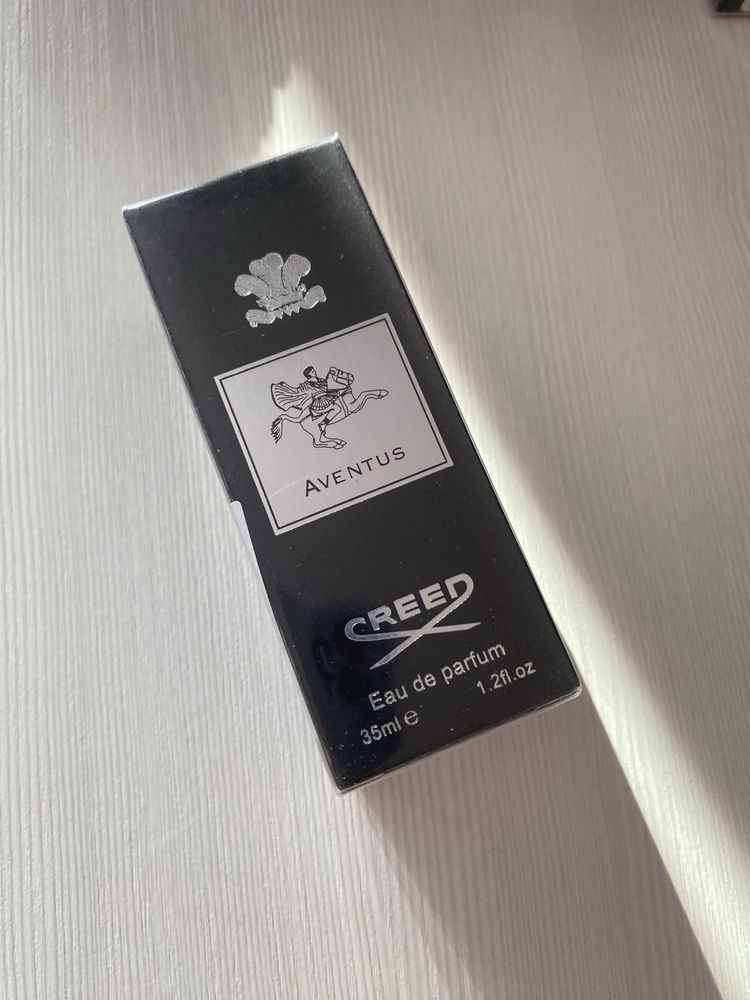 AVENTUS
CREED
Eau de parfum
35ml e 1.2fl.oz